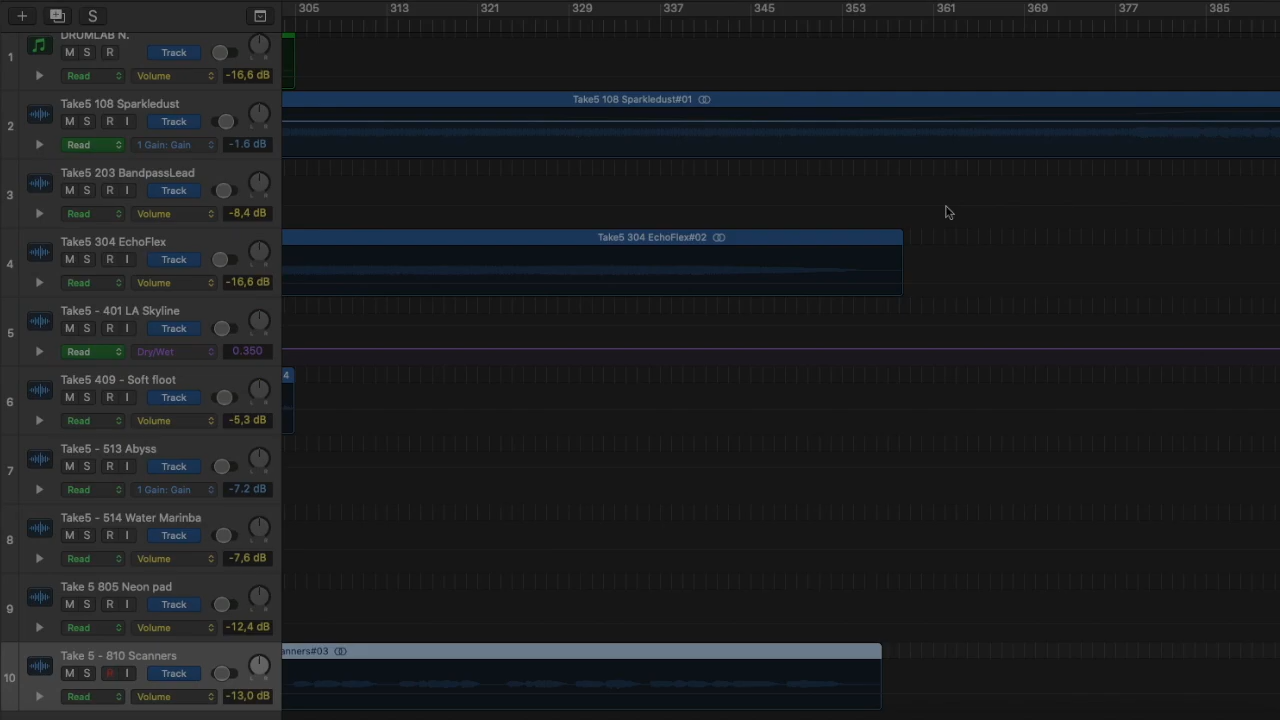 S
305 313 321 329 337 345 353 361 369 377 385
DRUMLAB N.
1 M S R Track
Read Volume -16,6 dB
Take5 108 Sparkledust
Take5 108 Sparkledust#01
2 M S R I Track
Read 1 Gain: Gain -1.6 dB
Take5 203 BandpassLead
3 M S R I Track
Read Volume -8,4 dB
Take5 304 EchoFlex
Take5 304 EchoFlex#02
4 M S R I Track
Read Volume -16,6 dB
Take5 - 401 LA Skyline
5 M S R I Track
Read Dry/Wet 0.350
Take5 409 - Soft floot
4
6 M S R I Track
Read Volume -5,3 dB
Take5 - 513 Abyss
7 M S R I Track
Read 1 Gain: Gain -7.2 dB
Take5 - 514 Water Marinba
8 M S R I Track
Read Volume -7,6 dB
Take 5 805 Neon pad
9 M S R I Track
Read Volume -12,4 dB
Take 5 - 810 Scanners
anners#03
10 M S R I Track
Read Volume -13,0 dB